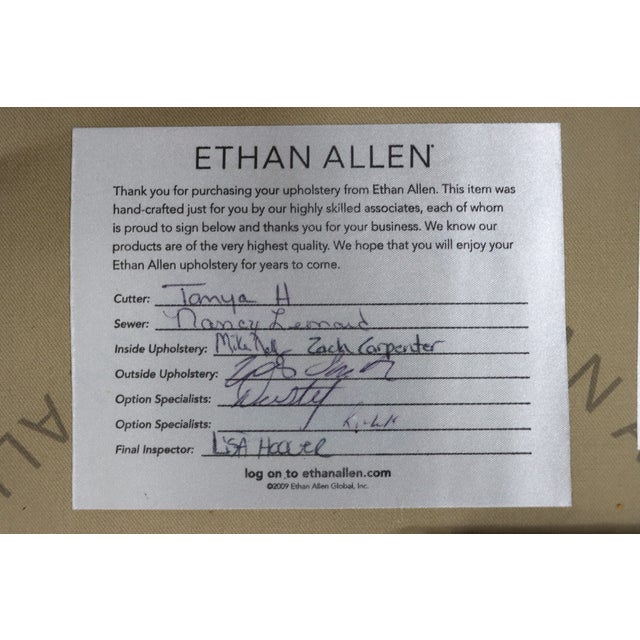 ETHAN ALLEN®
Thank you for purchasing your upholstery from Ethan Allen. This item was
hand-crafted just for you by our highly skilled associates, each of whom
is proud to sign below and thanks you for your business. We know our
products are of the very highest quality. We hope that you will enjoy your
Ethan Allen upholstery for years to come.
Cutter: Tanya H
Sewer: Nancy Leonard
Inside Upholstery: Mike Zach Carpenter
Outside Upholstery:
Option Specialists: Dusty
Option Specialists:
Final Inspector: LISA HOOVER
log on to ethanallen.com
©2009 Ethan Allen Global, Inc.